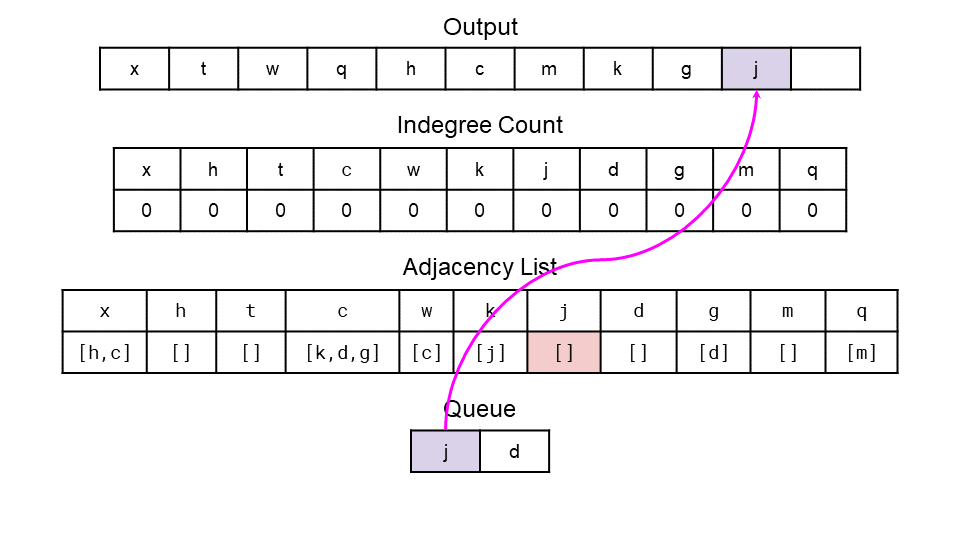 Output
x t w q h c m k g j
Indegree Count
x h t c w k j d g m q
0 0 0 0 0 0 0 0 0 0 0
Adjacency List
x h t c w k j d g m q
[h,c] [] [] [k,d,g] [c] [j] [] [] [d] [] [m]
Queue
j d